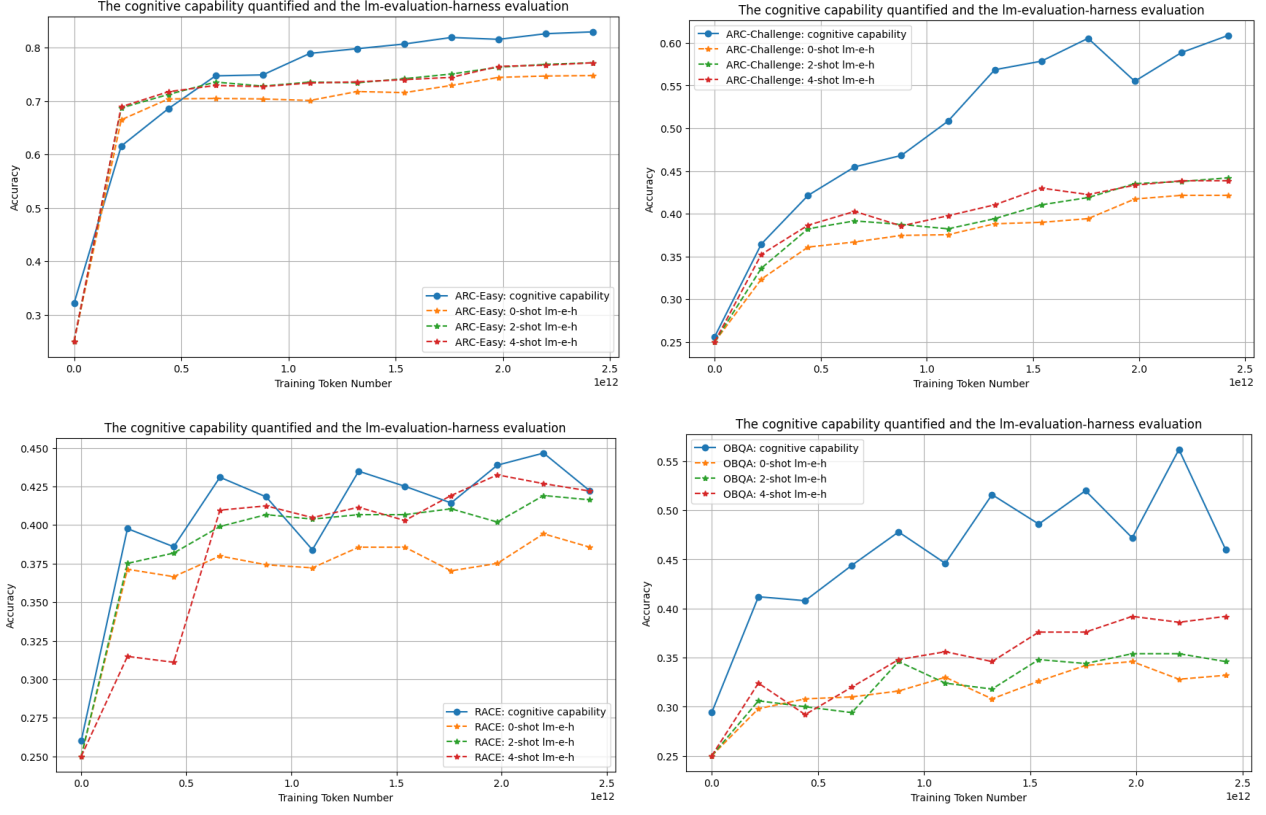 The cognitive capability quantified and the lm-evaluation-harness evaluation
Accuracy
0.8
0.7
0.6
0.5
0.4
0.3
ARC-Easy: cognitive capability
ARC-Easy: 0-shot lm-e-h
ARC-Easy: 2-shot lm-e-h
ARC-Easy: 4-shot lm-e-h
0.0
0.5
1.0
1.5
2.0
2.5
1e12
Training Token Number
The cognitive capability quantified and the lm-evaluation-harness evaluation
ARC-Challenge: cognitive capability
ARC-Challenge: 0-shot lm-e-h
ARC-Challenge: 2-shot lm-e-h
ARC-Challenge: 4-shot lm-e-h
Accuracy
0.60
0.55
0.50
0.45
0.40
0.35
0.30
0.25
0.0
0.5
1.0
1.5
2.0
2.5
1e12
Training Token Number
The cognitive capability quantified and the lm-evaluation-harness evaluation
Accuracy
0.450
0.425
0.400
0.375
0.350
0.325
0.300
0.275
0.250
RACE: cognitive capability
RACE: 0-shot lm-e-h
RACE: 2-shot lm-e-h
RACE: 4-shot lm-e-h
0.0
0.5
1.0
1.5
2.0
2.5
1e12
Training Token Number
The cognitive capability quantified and the lm-evaluation-harness evaluation
OBQA: cognitive capability
OBQA: 0-shot lm-e-h
OBQA: 2-shot lm-e-h
OBQA: 4-shot lm-e-h
Accuracy
0.55
0.50
0.45
0.40
0.35
0.30
0.25
0.0
0.5
1.0
1.5
2.0
2.5
1e12
Training Token Number